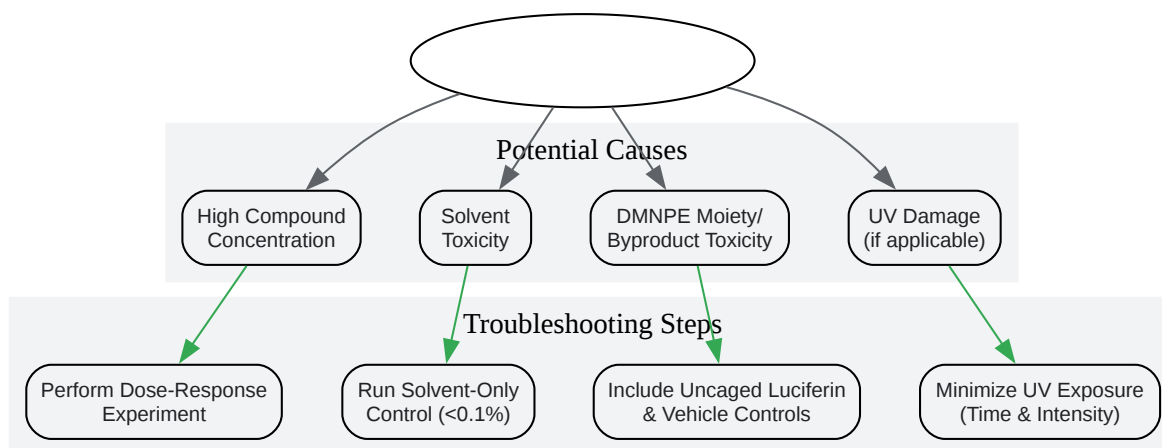 Potential Causes
High Compound
Concentration
Solvent
Toxicity
DMNPE Moiety/
Byproduct Toxicity
UV Damage
(if applicable)
Troubleshooting Steps
Perform Dose-Response
Experiment
Run Solvent-Only
Control (<0.1%)
Include Uncaged Luciferin
& Vehicle Controls
Minimize UV Exposure
(Time & Intensity)